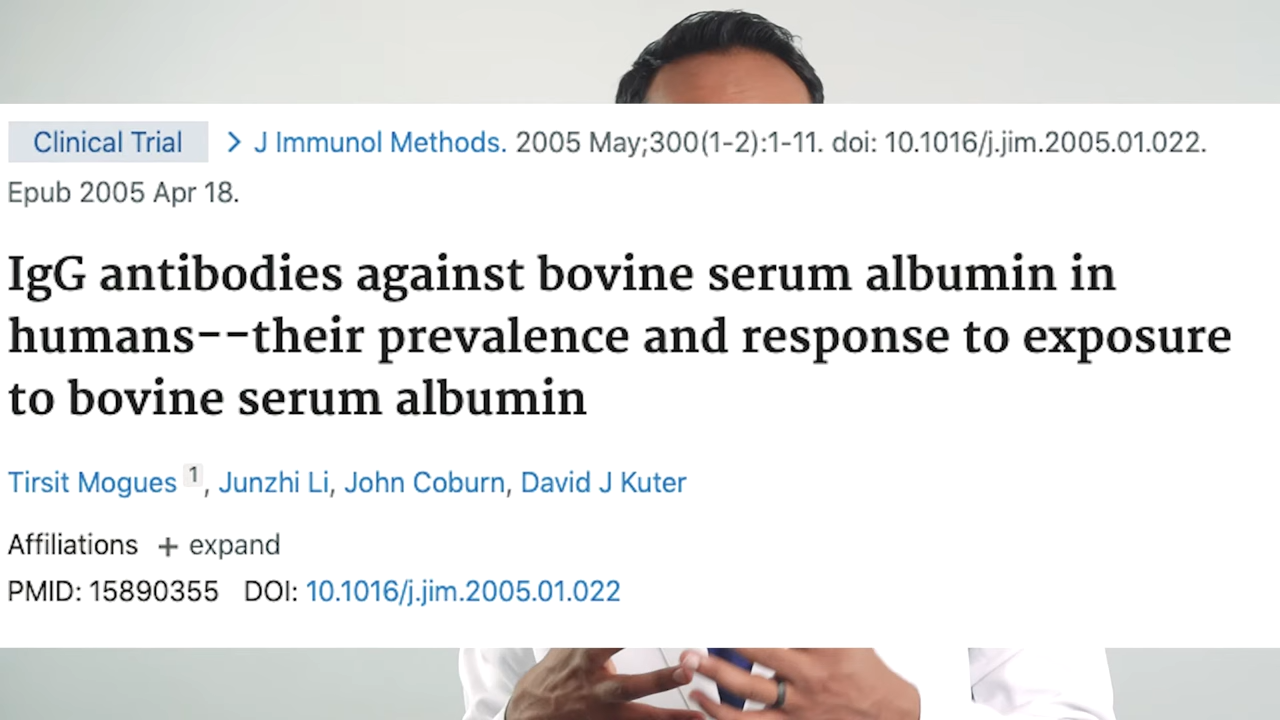 Clinical Trial > J Immunol Methods. 2005 May;300(1-2):1-11. doi: 10.1016/j.jim.2005.01.022.
Epub 2005 Apr 18.
IgG antibodies against bovine serum albumin in
humans--their prevalence and response to exposure
to bovine serum albumin
Tirsit Mogues 1, Junzhi Li, John Coburn, David J Kuter
Affiliations + expand
PMID: 15890355 DOI: 10.1016/j.jim.2005.01.022